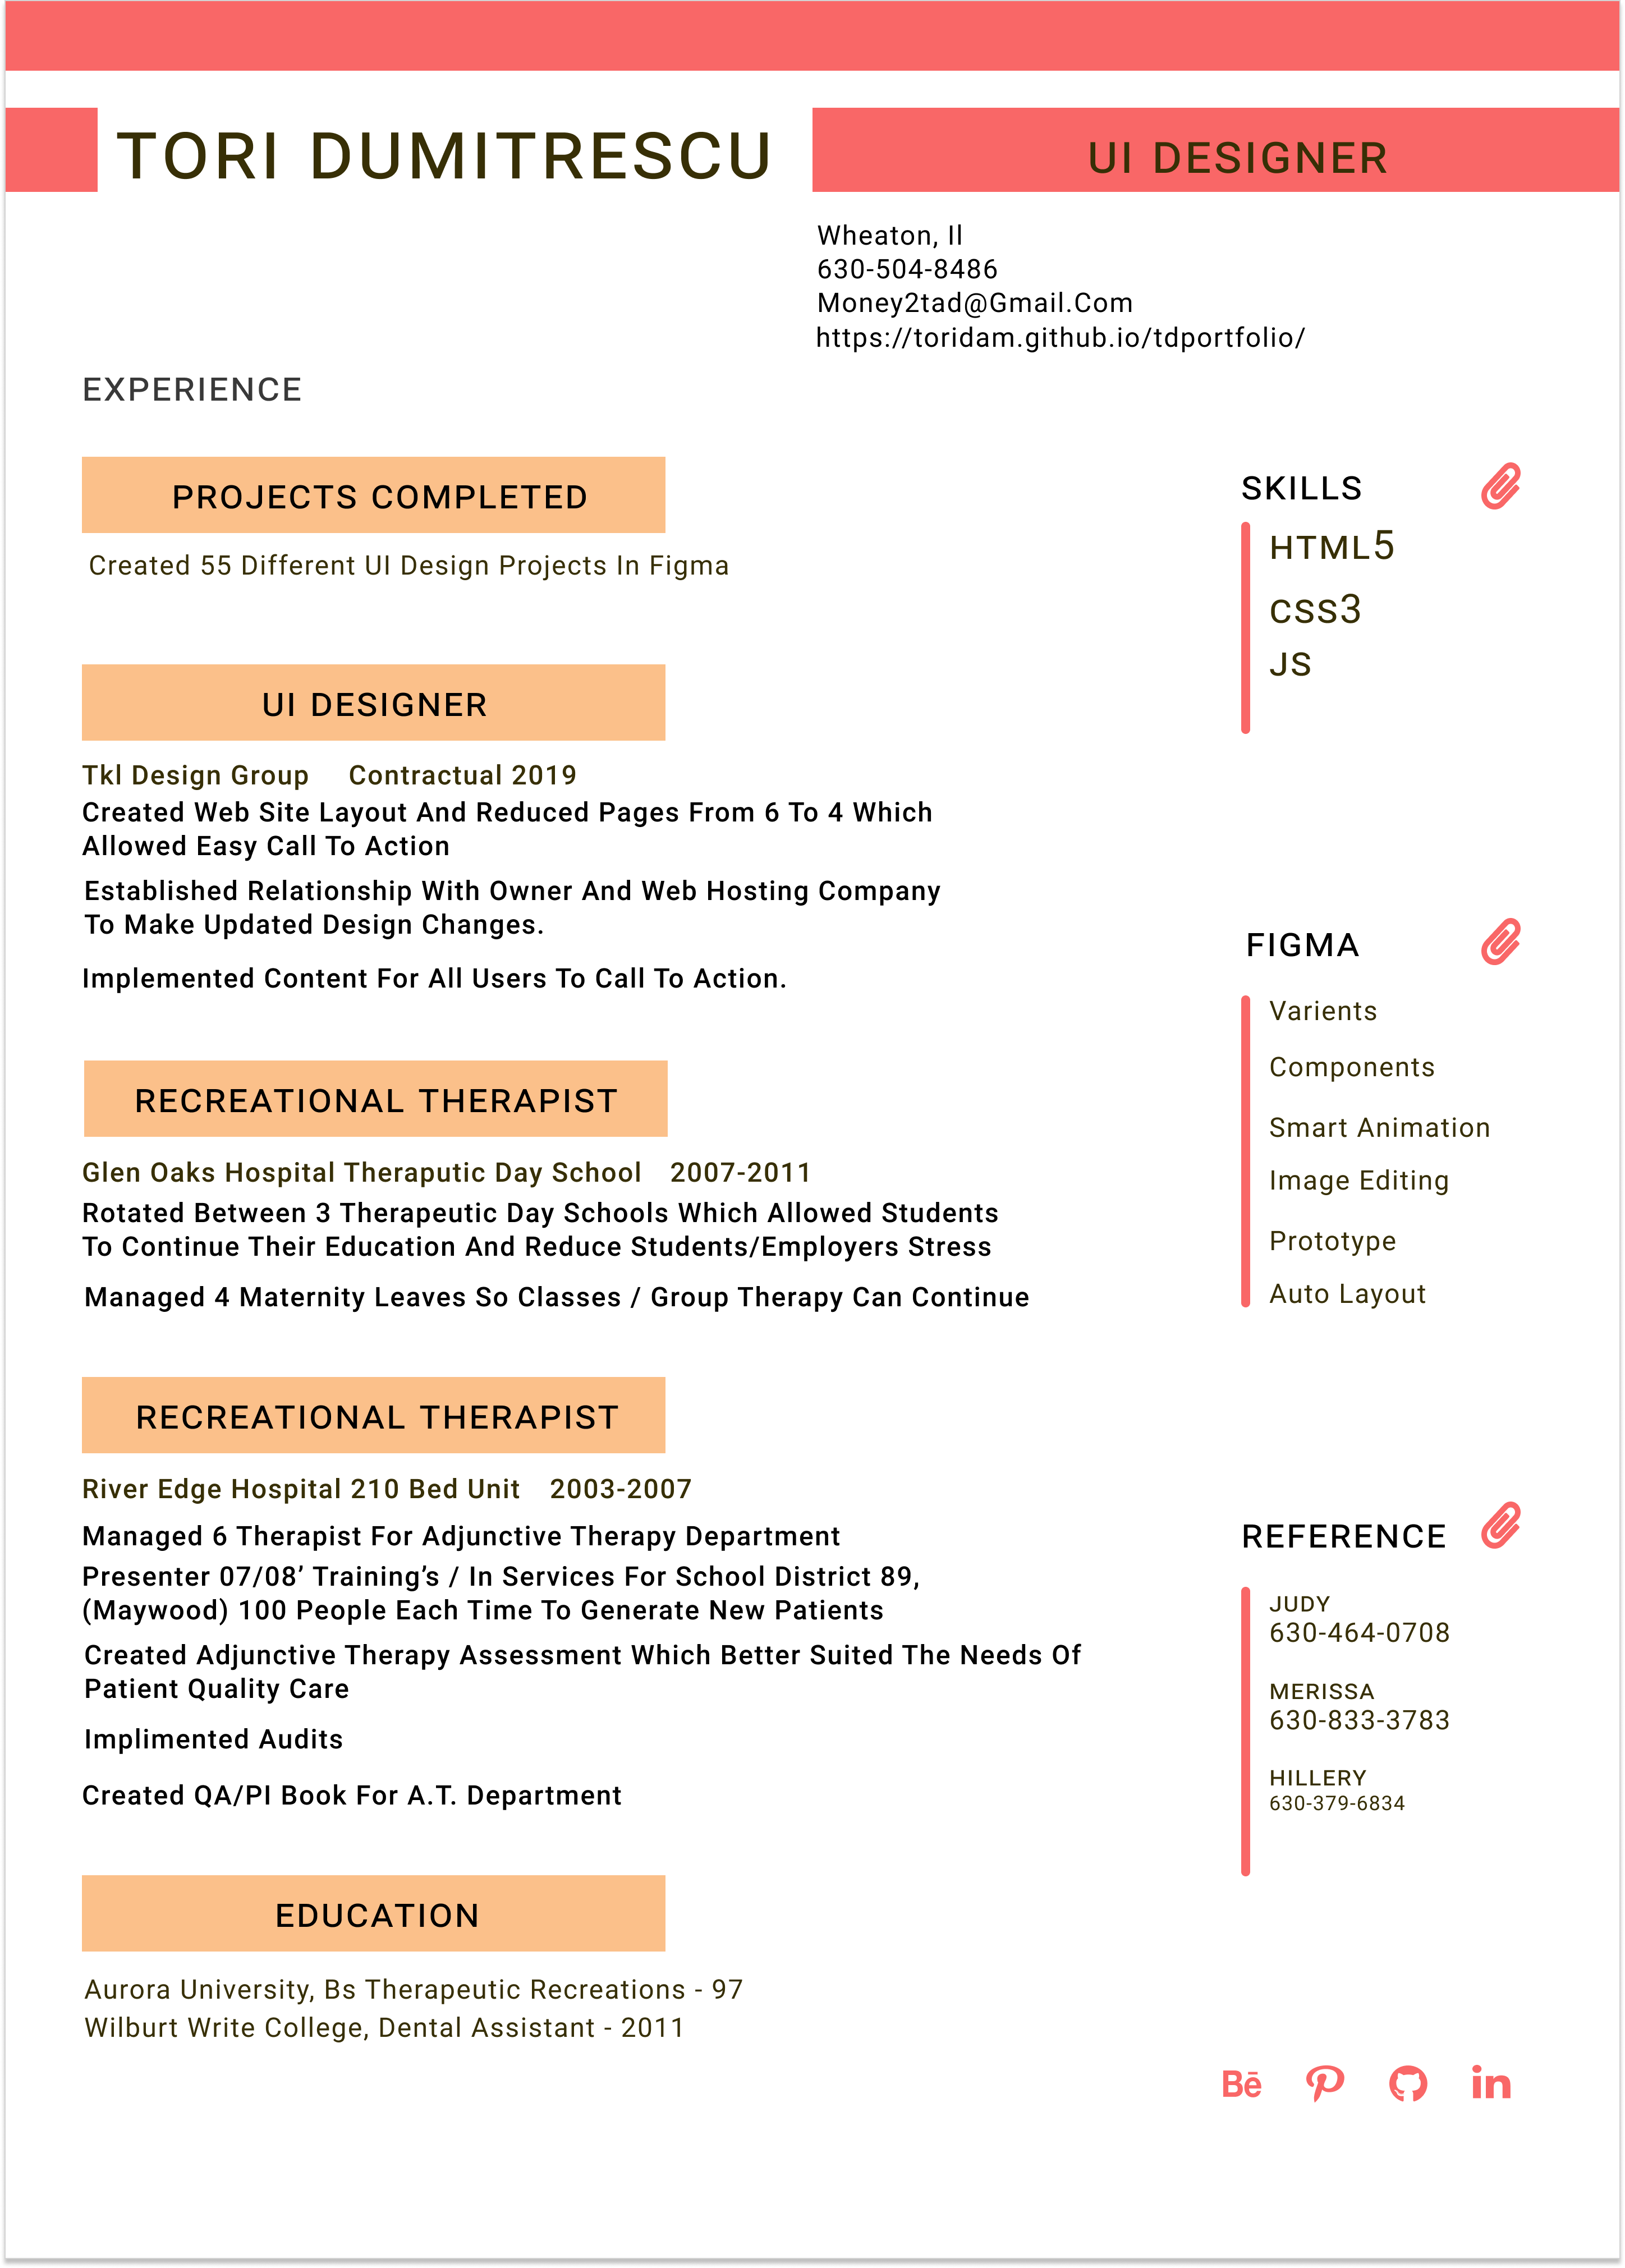 TORI DUMITRESCU
UI DESIGNER
Wheaton, Il
630-504-8486
Money2tad@Gmail.Com
https://toridam.github.io/tdportfolio/
EXPERIENCE
PROJECTS COMPLETED
Created 55 Different UI Design Projects In Figma
UI DESIGNER
Tkl Design Group Contractual 2019
Created Web Site Layout And Reduced Pages From 6 To 4 Which
Allowed Easy Call To Action
Established Relationship With Owner And Web Hosting Company
To Make Updated Design Changes.
Implemented Content For All Users To Call To Action.
RECREATIONAL THERAPIST
Glen Oaks Hospital Theraputic Day School 2007-2011
Rotated Between 3 Therapeutic Day Schools Which Allowed Students
To Continue Their Education And Reduce Students/Employers Stress
Managed 4 Maternity Leaves So Classes / Group Therapy Can Continue
RECREATIONAL THERAPIST
River Edge Hospital 210 Bed Unit 2003-2007
Managed 6 Therapist For Adjunctive Therapy Department
Presenter 07/08’ Training’s / In Services For School District 89,
(Maywood) 100 People Each Time To Generate New Patients
Created Adjunctive Therapy Assessment Which Better Suited The Needs Of
Patient Quality Care
Implimented Audits
Created QA/PI Book For A.T. Department
EDUCATION
Aurora University, Bs Therapeutic Recreations - 97
Wilburt Write College, Dental Assistant - 2011
SKILLS
HTML5
CSS3
JS
FIGMA
Varients
Components
Smart Animation
Image Editing
Prototype
Auto Layout
REFERENCE
JUDY
630-464-0708
MERISSA
630-833-3783
HILLERY
630-379-6834
Bē
in